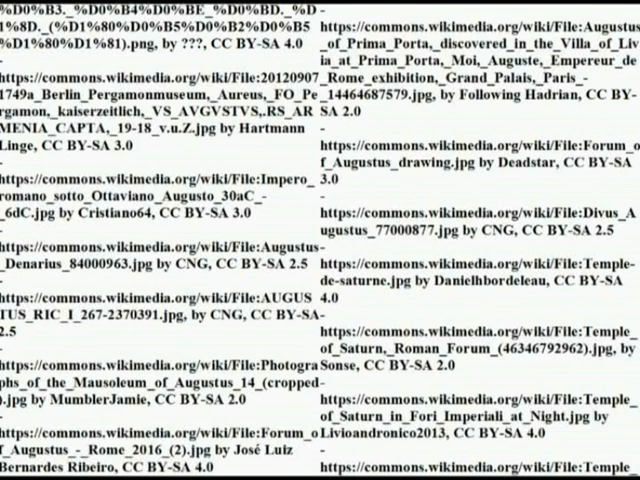 %D0%B3._%D0%B4%D0%BE_%D0%BD._%D
1%8D._(%D1%80%D0%B5%D0%B2%D0%B5
%D1%80%D1%81).png, by ???, CC BY-SA 4.0
-
https://commons.wikimedia.org/wiki/File:20120907
1749a_Berlin_Pergamonmuseum,_Aureus,_FO_Pe
rgamon,_kaiserzeitlich,_VS_AVGVSTVS,.RS_AR
MENIA_CAPTA,_19-18_v.u.Z.jpg by Hartmann
Linge, CC BY-SA 3.0
-
https://commons.wikimedia.org/wiki/File:Impero_
romano_sotto_Ottaviano_Augusto_30aC_-
_6dC.jpg by Cristiano64, CC BY-SA 3.0
-
https://commons.wikimedia.org/wiki/File:Augustus
_Denarius_84000963.jpg by CNG, CC BY-SA 2.5
-
https://commons.wikimedia.org/wiki/File:AUGUS
TUS_RIC_I_267-2370391.jpg, by CNG, CC BY-SA
2.5
-
https://commons.wikimedia.org/wiki/File:Photogra
phs_of_the_Mausoleum_of_Augustus_14_(cropped
).jpg by MumblerJamie, CC BY-SA 2.0
-
https://commons.wikimedia.org/wiki/File:Forum_o
f_Augustus_-_Rome_2016_(2).jpg by José Luiz
Bernardes Ribeiro, CC BY-SA 4.0
-
https://commons.wikimedia.org/wiki/File:Augustus
_of_Prima_Porta,_discovered_in_the_Villa_of_Liv
ia_at_Prima_Porta,_Moi,_Auguste,_Empereur_de
_Rome_exhibition,_Grand_Palais,_Paris_-
_14464687579.jpg, by Following Hadrian, CC BY-
SA 2.0
-
https://commons.wikimedia.org/wiki/File:Forum_o
f_Augustus_drawing.jpg by Deadstar, CC BY-SA
3.0
-
https://commons.wikimedia.org/wiki/File:Divus_A
ugustus_77000877.jpg by CNG, CC BY-SA 2.5
-
https://commons.wikimedia.org/wiki/File:Temple-
de-saturne.jpg by Danielhbordeleau, CC BY-SA
4.0
-
https://commons.wikimedia.org/wiki/File:Temple_
of_Saturn,_Roman_Forum_(46346792962).jpg, by
Sonse, CC BY-SA 2.0
-
https://commons.wikimedia.org/wiki/File:Temple_
of_Saturn_in_Fori_Imperiali_at_Night.jpg by
Livioandronico2013, CC BY-SA 4.0
-
https://commons.wikimedia.org/wiki/File:Temple_